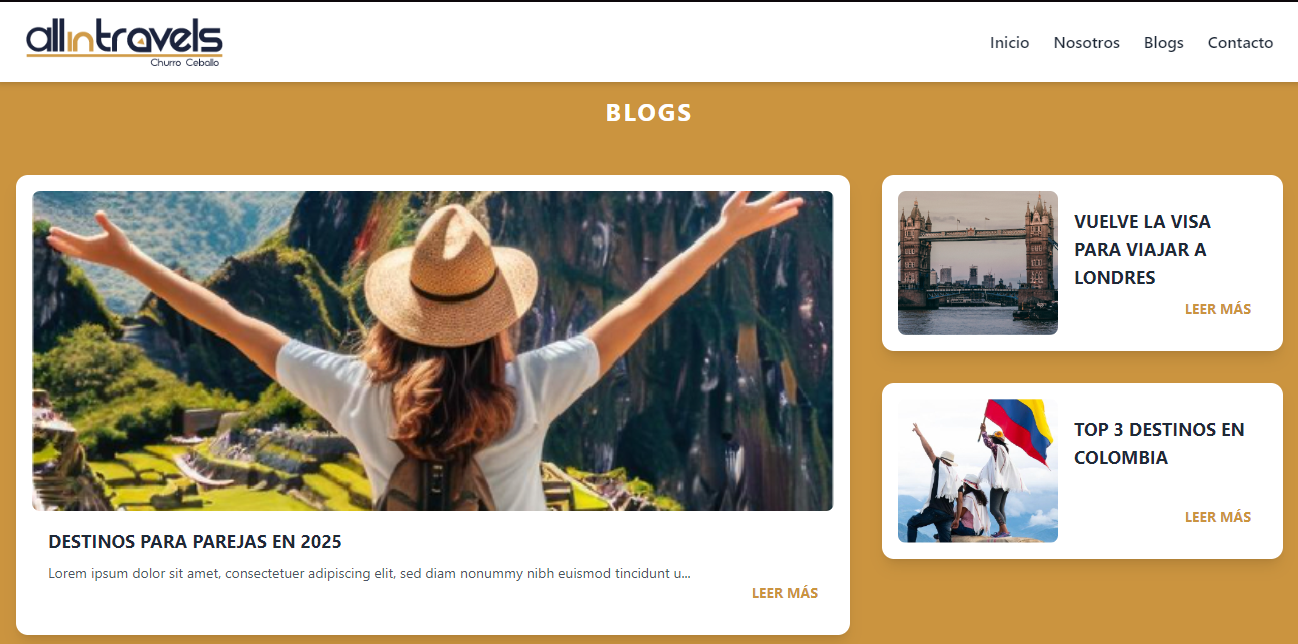 allintravels
Churro Ceballo
Inicio Nosotros Blogs Contacto
BLOGS
DESTINOS PARA PAREJAS EN 2025
Lorem ipsum dolor sit amet, consectetuer adipiscing elit, sed diam nonummy nibh euismod tincidunt u...
LEER MÁS
VUELVE LA VISA
PARA VIAJAR A
LONDRES
LEER MÁS
TOP 3 DESTINOS EN
COLOMBIA
LEER MÁS